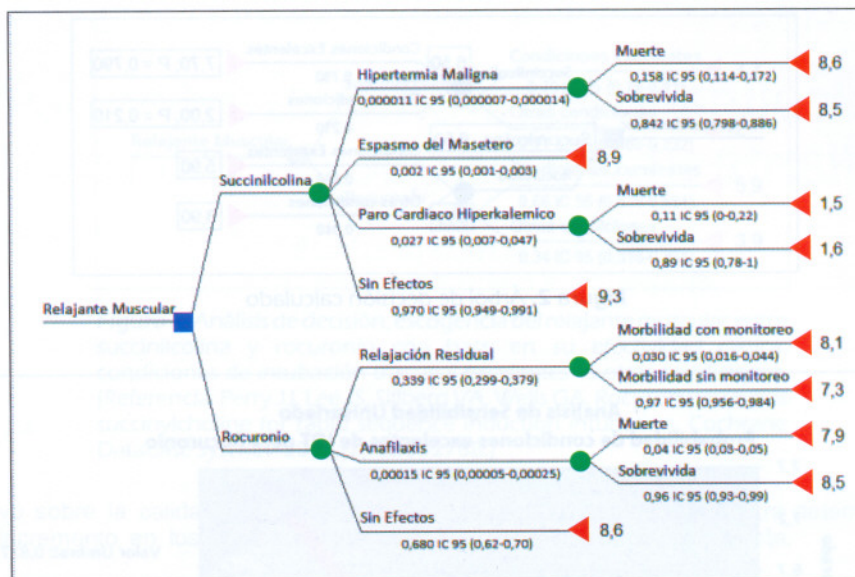 Muerte
8,6
0,158 IC 95 (0,114-0,172)
Hipertermia Maligna
0,000011 IC 95 (0,000007-0,000014)
Sobrevivida
8,5
0,842 IC 95 (0,798-0,886)
Espasmo del Masetero
8,9
0,002 IC 95 (0,001-0,003)
Succinilcolina
Muerte
1,5
0,11 IC 95 (0-0,22)
Paro Cardiaco Hiperkalemico
0,027 IC 95 (0,007-0,047)
Sobrevivida
1,6
0,89 IC 95 (0,78-1)
Sin Efectos
9,3
0,970 IC 95 (0,949-0,991)
Relajante Muscular
Morbilidad con monitoreo
8,1
0,030 IC 95 (0,016-0,044)
Relajación Residual
0,339 IC 95 (0,299-0,379)
Morbilidad sin monitoreo
7,3
0,97 IC 95 (0,956-0,984)
Rocuronio
Muerte
7,9
0,04 IC 95 (0,03-0,05)
Anafilaxis
0,00015 IC 95 (0,00005-0,00025)
Sobrevivida
8,5
0,96 IC 95 (0,93-0,99)
Sin Efectos
8,6
0,680 IC 95 (0,62-0,70)